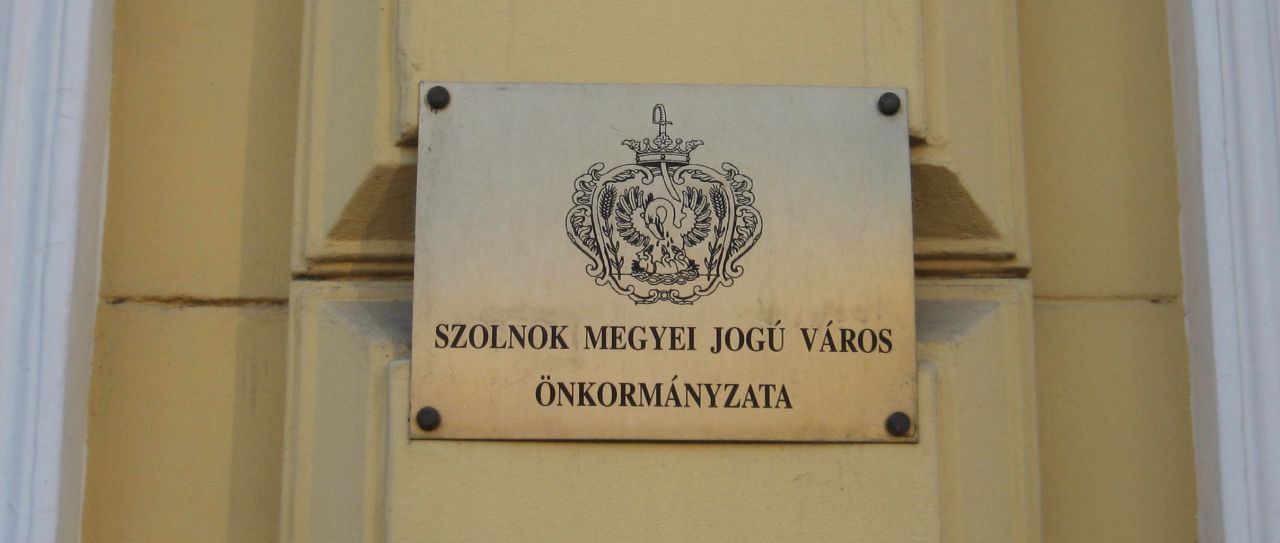 SZOLNOK MEGYEI JOGÚ VÁROS
ÖNKORMÁNYZATA